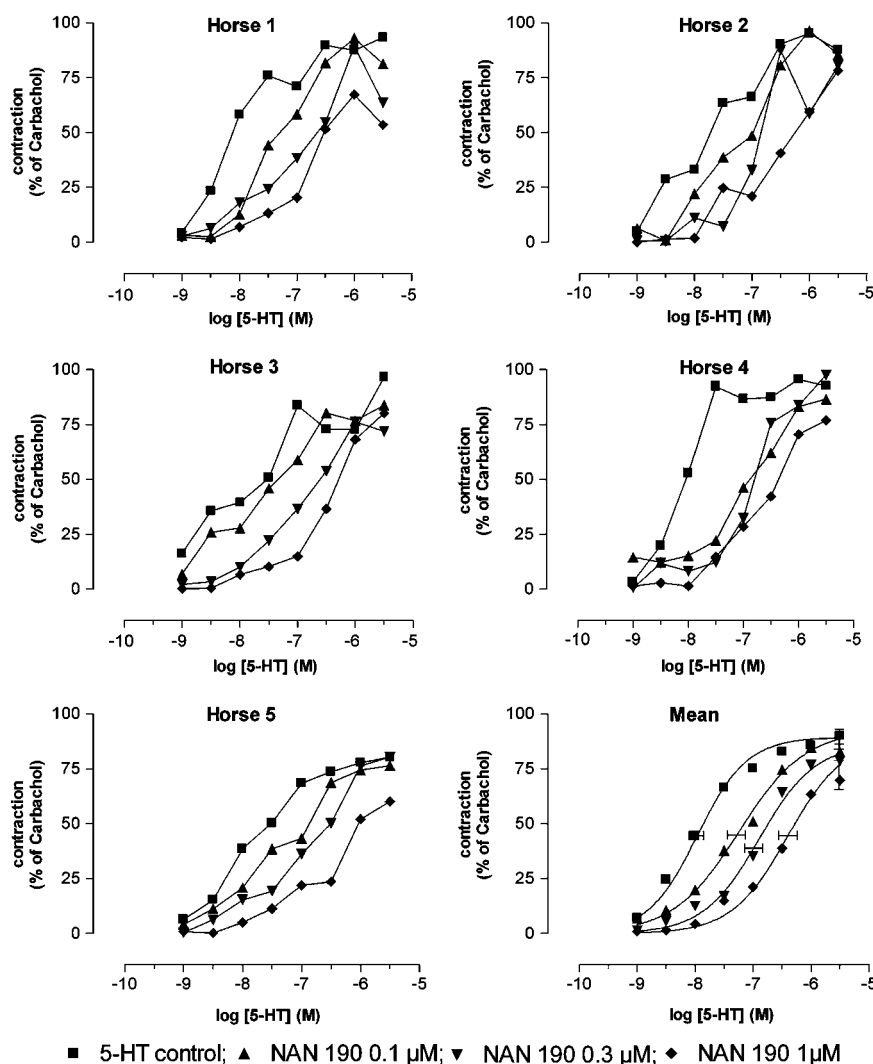 Horse 1
contraction
(% of Carbachol)
100
75
50
25
0
-10 -9 -8 -7 -6 -5
log [5-HT] (M)
Horse 2
contraction
(% of Carbachol)
100
75
50
25
0
-10 -9 -8 -7 -6 -5
log [5-HT] (M)
Horse 3
contraction
(% of Carbachol)
100
75
50
25
0
-10 -9 -8 -7 -6 -5
log [5-HT] (M)
Horse 4
contraction
(% of Carbachol)
100
75
50
25
0
-10 -9 -8 -7 -6 -5
log [5-HT] (M)
Horse 5
contraction
(% of Carbachol)
100
75
50
25
0
-10 -9 -8 -7 -6 -5
log [5-HT] (M)
Mean
contraction
(% of Carbachol)
100
75
50
25
0
-10 -9 -8 -7 -6 -5
log [5-HT] (M)
■ 5-HT control; ▲ NAN 190 0.1 µM; ▼ NAN 190 0.3 µM; ◆ NAN 190 1µM